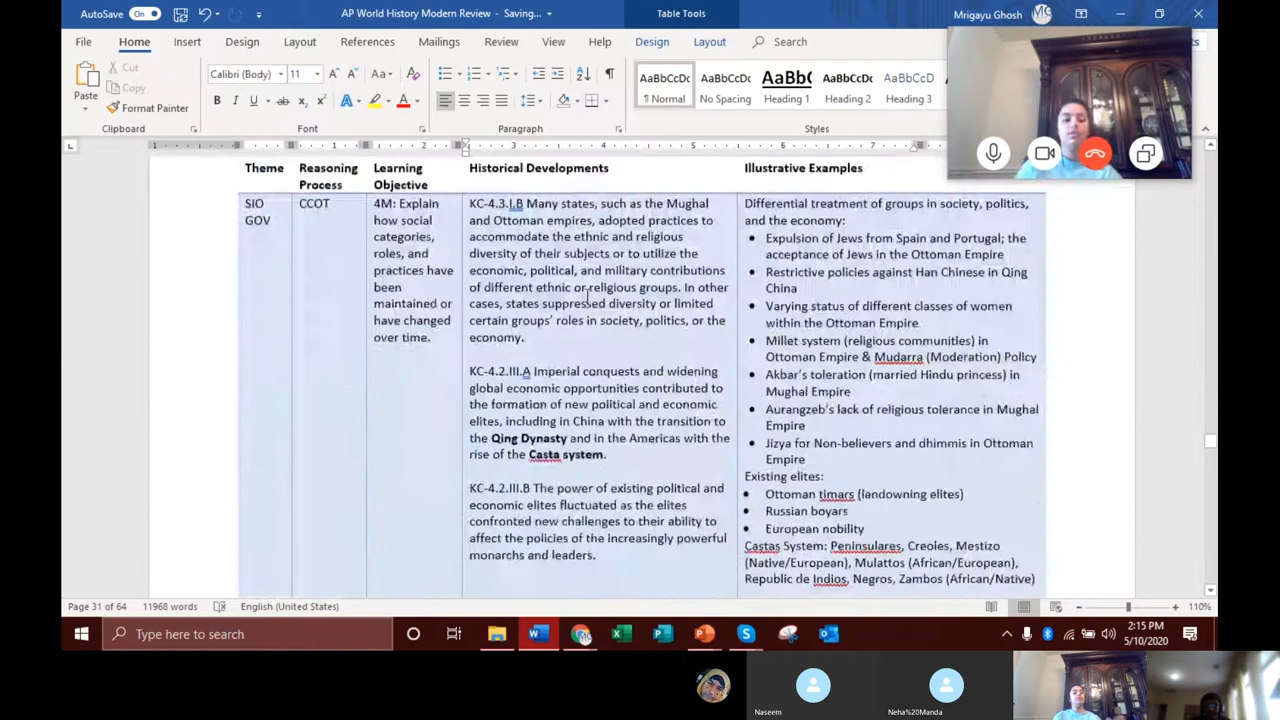 AutoSave On AP World History Modern Review - Saving... Table Tools Mrigayu Ghosh MG
File Home Insert Design Layout References Mailings Review View Help Design Layout Search
Paste Cut Copy Format Painter
Calibri (Body) 11
AaBbCcDc AaBbCcDc AaBbC AaBbCcDc AaBbCcD
¶ Normal No Spacing Heading 1 Heading 2 Heading 3
Clipboard Font Paragraph Styles
1 1 2 3 4 5 6 7
Theme
Reasoning
Process
Learning
Objective
Historical Developments
Illustrative Examples
SIO
GOV
CCOT
4M: Explain
how social
categories,
roles, and
practices have
been
maintained or
have changed
over time.
KC-4.3.I.B Many states, such as the Mughal
and Ottoman empires, adopted practices to
accommodate the ethnic and religious
diversity of their subjects or to utilize the
economic, political, and military contributions
of different ethnic or religious groups. In other
cases, states suppressed diversity or limited
certain groups' roles in society, politics, or the
economy.
KC-4.2.III.A Imperial conquests and widening
global economic opportunities contributed to
the formation of new political and economic
elites, including in China with the transition to
the Qing Dynasty and in the Americas with the
rise of the Casta system.
KC-4.2.III.B The power of existing political and
economic elites fluctuated as the elites
confronted new challenges to their ability to
affect the policies of the increasingly powerful
monarchs and leaders.
Differential treatment of groups in society, politics,
and the economy:
• Expulsion of Jews from Spain and Portugal; the
acceptance of Jews in the Ottoman Empire
• Restrictive policies against Han Chinese in Qing
China
• Varying status of different classes of women
within the Ottoman Empire
• Millet system (religious communities) in
Ottoman Empire & Mudarra (Moderation) Policy
• Akbar's toleration (married Hindu princess) in
Mughal Empire
• Aurangzeb's lack of religious tolerance in Mughal
Empire
• Jizya for Non-believers and dhimmis in Ottoman
Empire
Existing elites:
• Ottoman timars (landowning elites)
• Russian boyars
• European nobility
Castas System: Peninsulares, Creoles, Mestizo
(Native/European), Mulattos (African/European),
Republic de Indios, Negros, Zambos (African/Native)
Page 31 of 64 11968 words English (United States) 110%
Type here to search
2:15 PM
5/10/2020
Naseem
Neha%20Manda